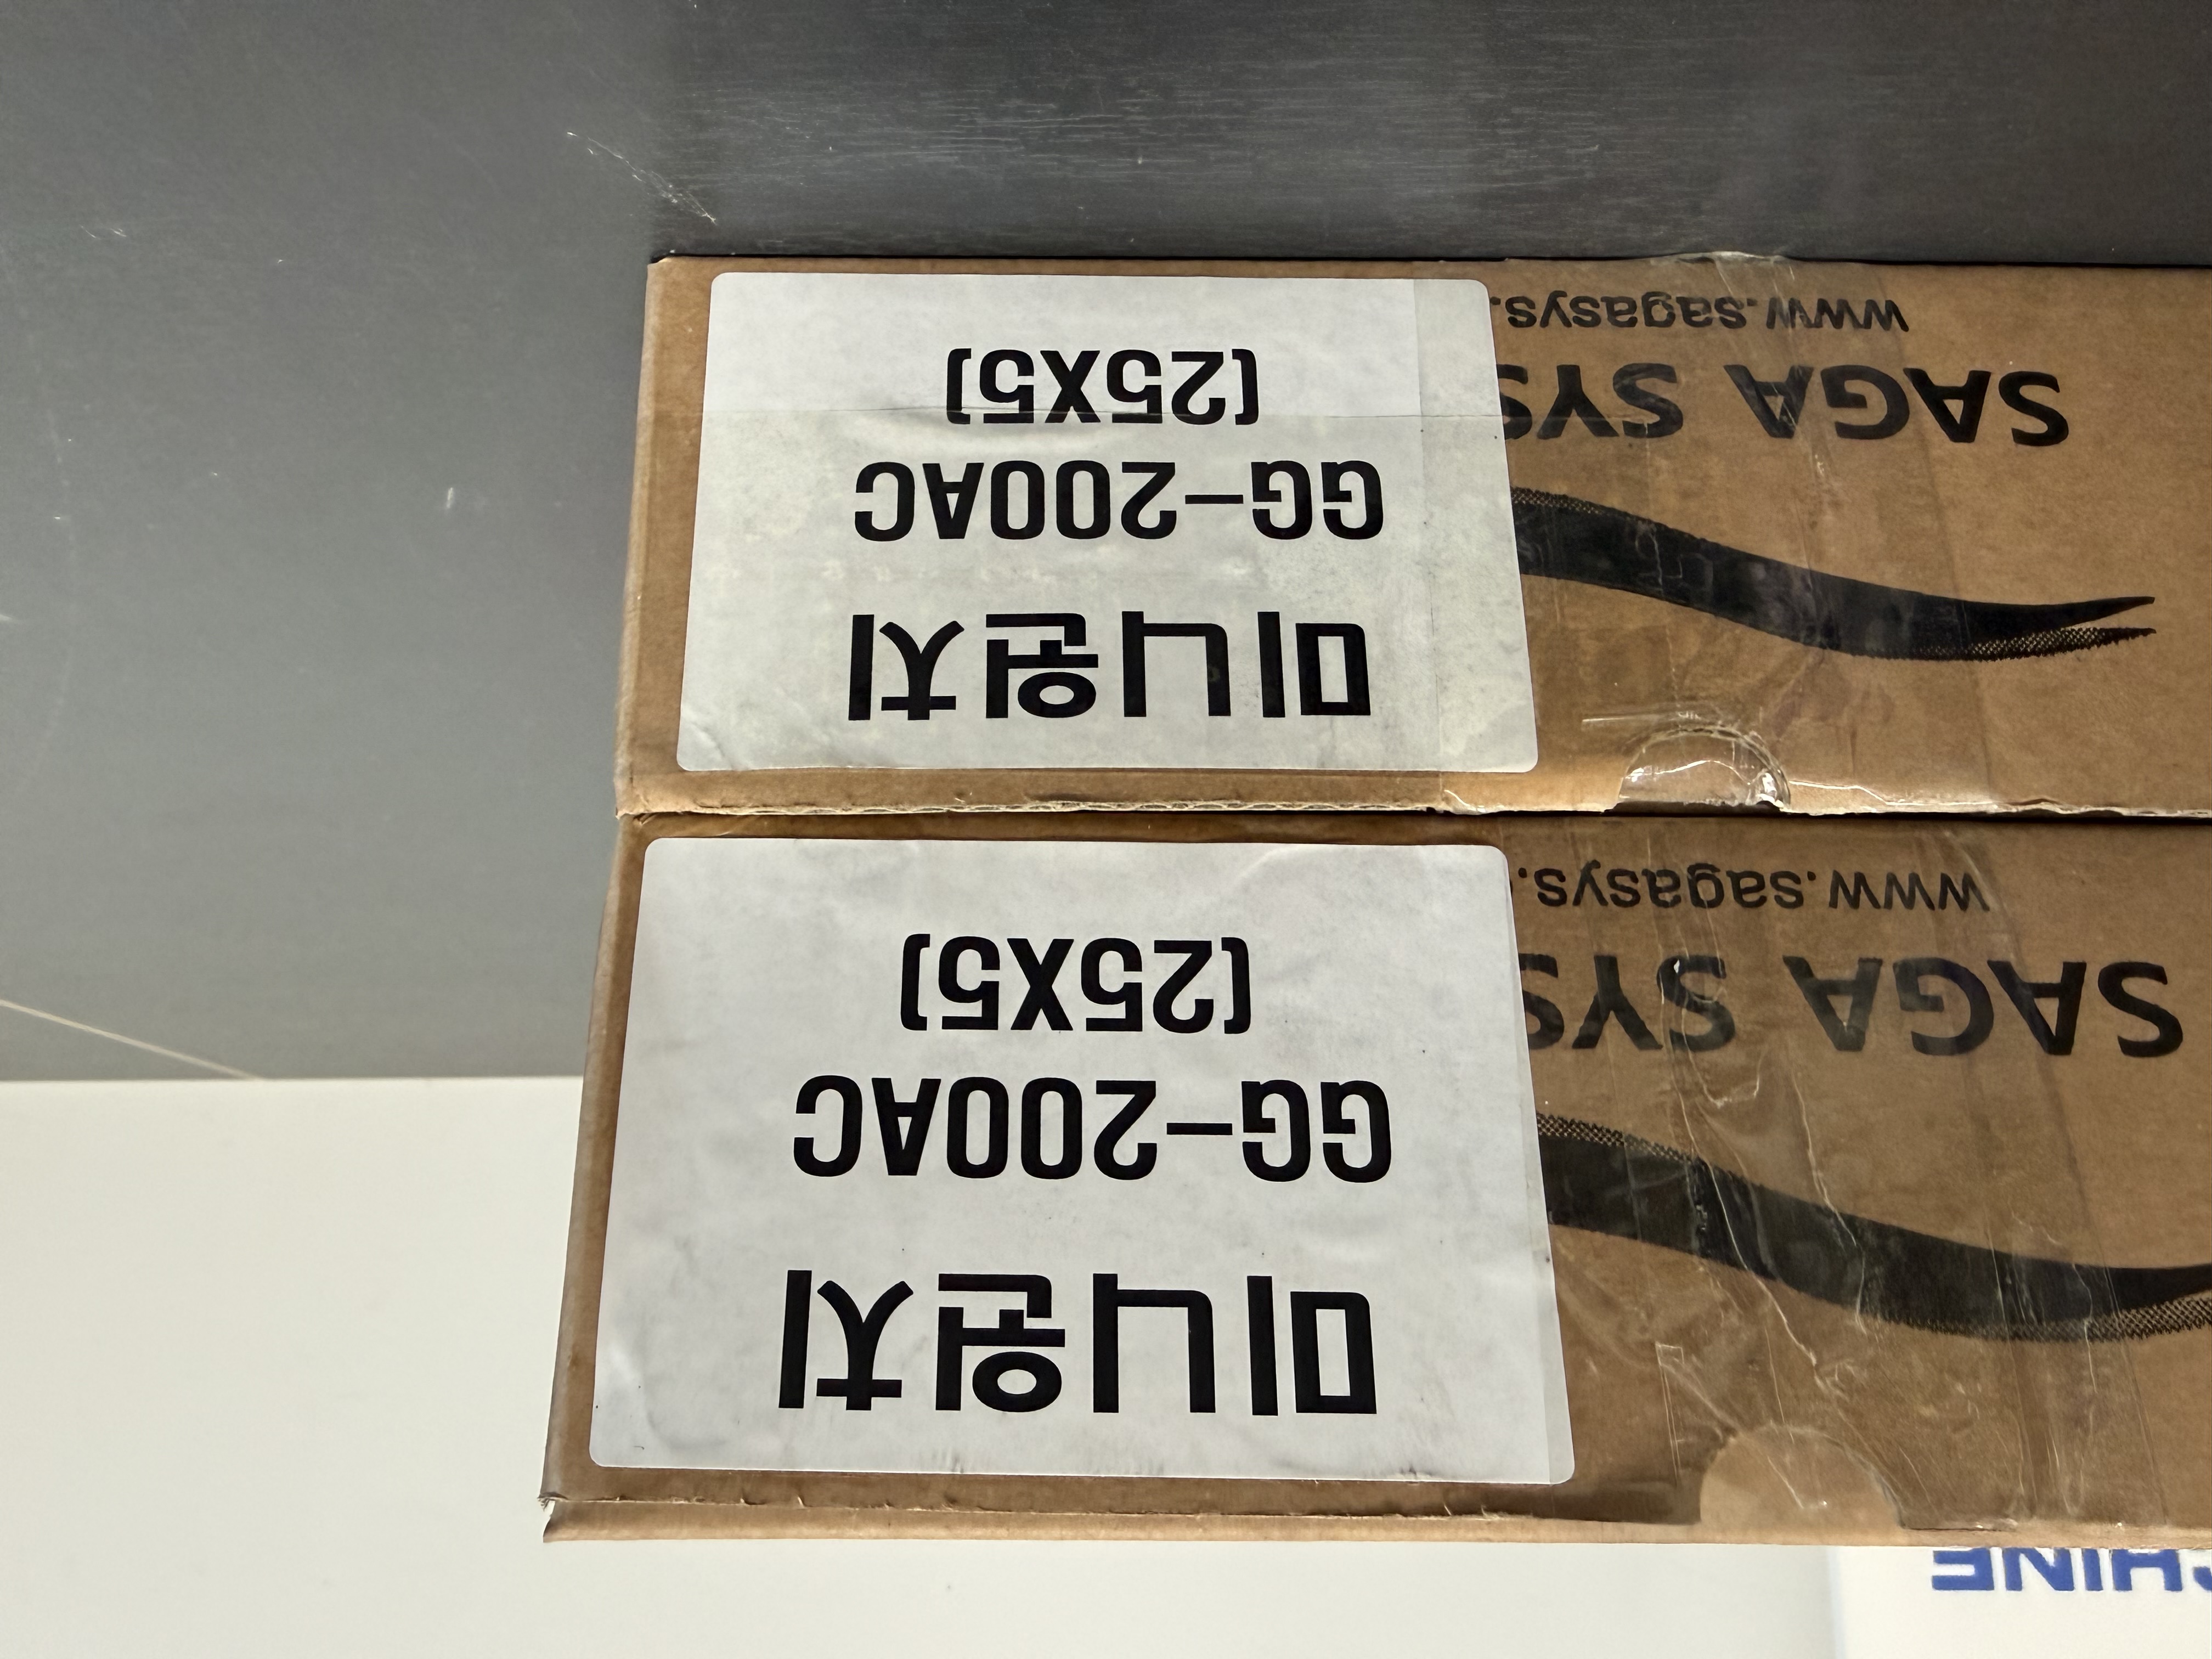 미니윈치
GG-200AC
(25X5)
SAGA SYS
www.sagasys.
미니윈치
GG-200AC
(25X5)
SAGA SYS
www.sagasys.
CHINE